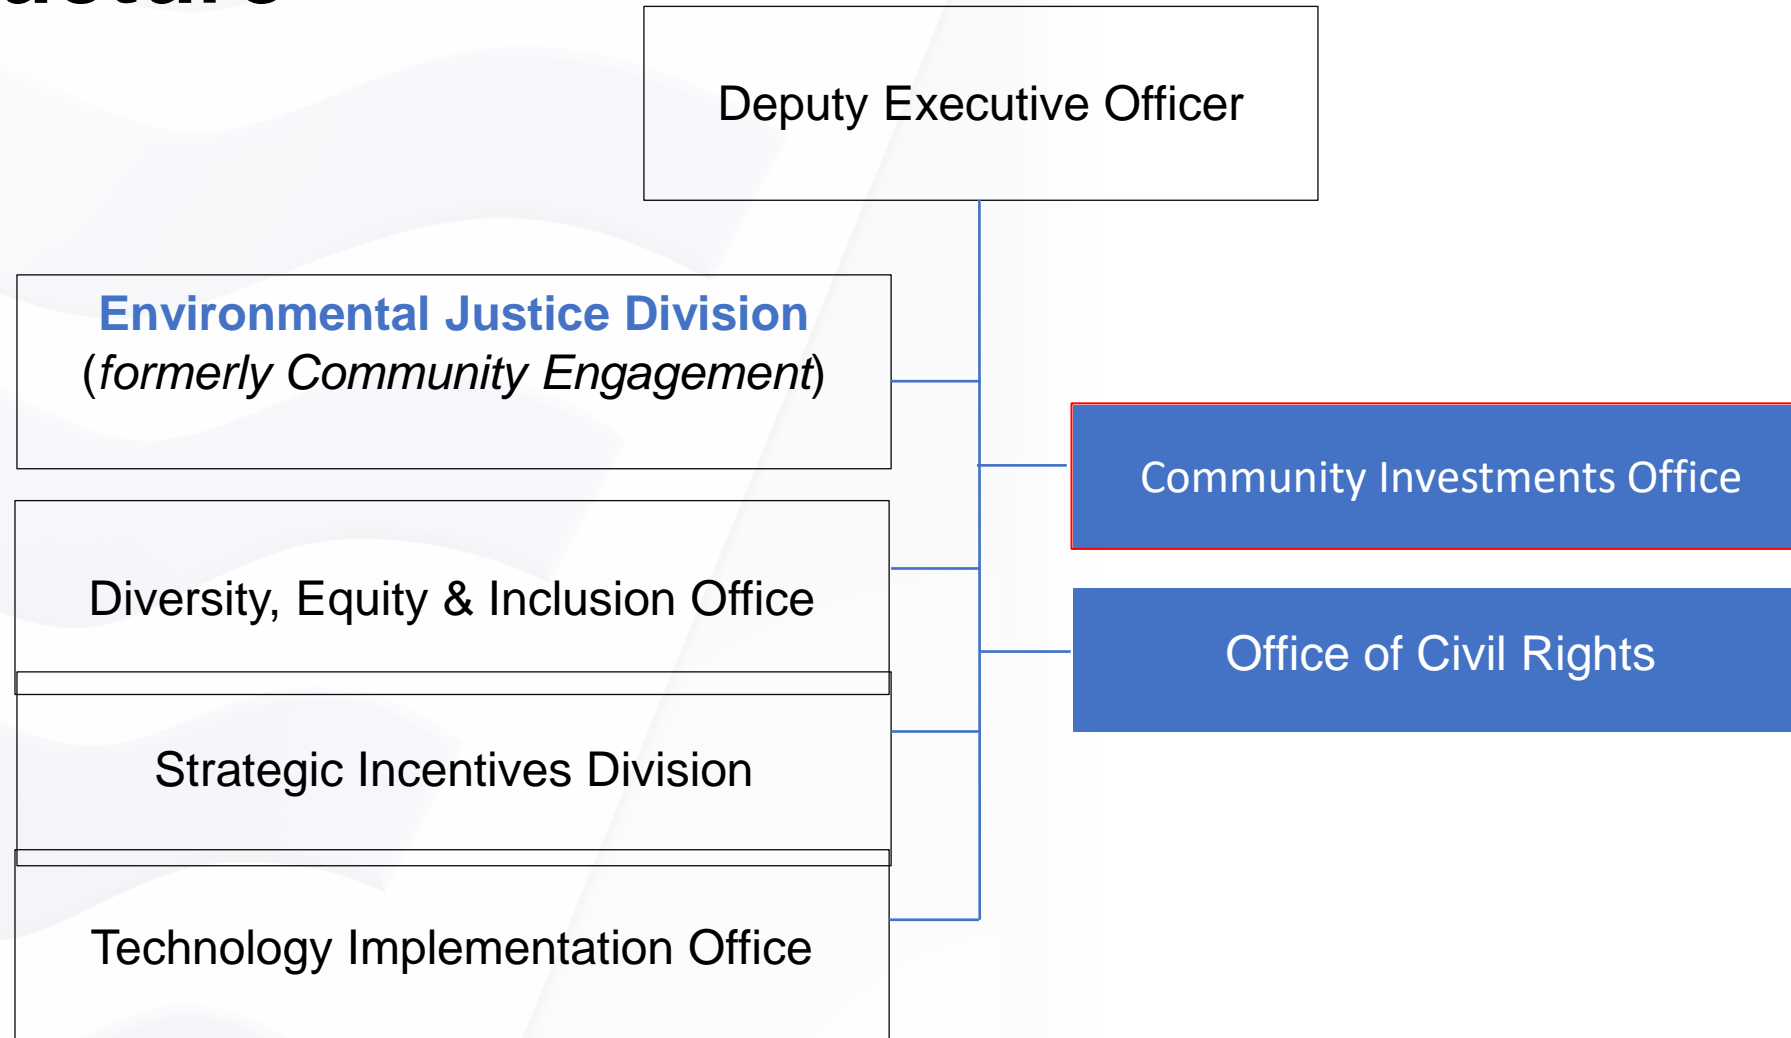 Deputy Executive Officer
Environmental Justice Division
(formerly Community Engagement)
Community Investments Office
Diversity, Equity & Inclusion Office
Office of Civil Rights
Strategic Incentives Division
Technology Implementation Office